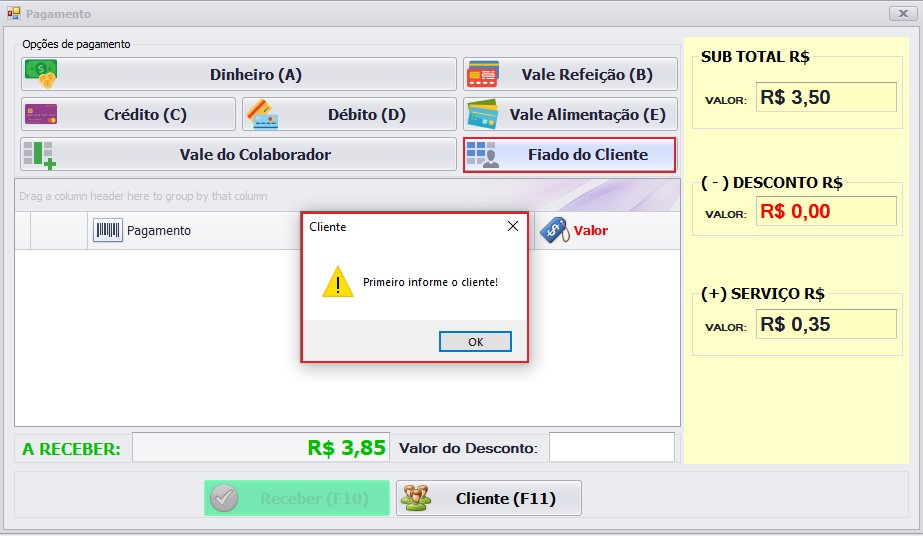 Pagamento
Opções de pagamento
Dinheiro (A)
Vale Refeição (B)
Crédito (C)
Débito (D)
Vale Alimentação (E)
Vale do Colaborador
Fiado do Cliente
Drag a column header here to group by that column
Pagamento
Valor
Cliente
Primeiro informe o cliente!
OK
A RECEBER:
R$ 3,85
Valor do Desconto:
Receber (F10)
Cliente (F11)
SUB TOTAL R$
VALOR:
R$ 3,50
( - ) DESCONTO R$
VALOR:
R$ 0,00
(+) SERVIÇO R$
VALOR:
R$ 0,35